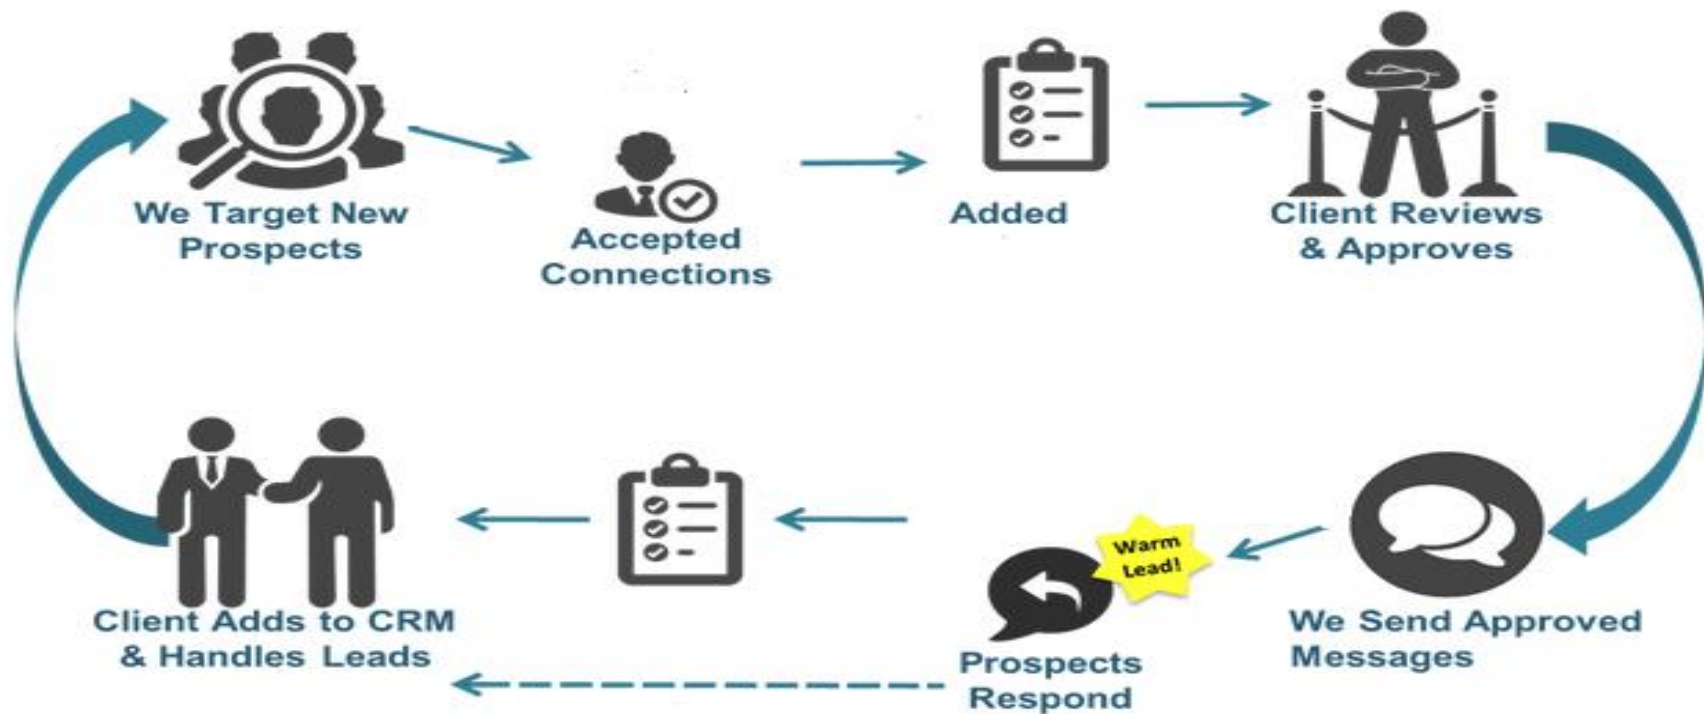 We Target New
Prospects
Accepted
Connections
Added
Client Reviews
& Approves
We Send Approved
Messages
Warm
Lead!
Prospects
Respond
Client Adds to CRM
& Handles Leads